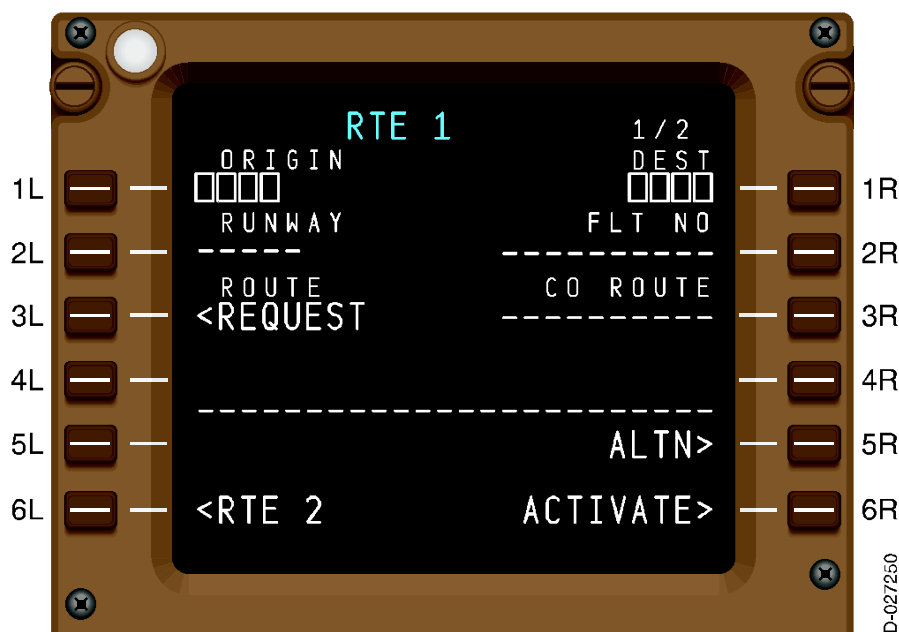 RTE 1 1/2
ORIGIN DEST
1L □□□□ □□□□ 1R
RUNWAY FLT NO
2L ----- ---------- 2R
ROUTE CO ROUTE
3L <REQUEST ---------- 3R
4L 4R
------------------------
5L ALTN> 5R
6L <RTE 2 ACTIVATE> 6R
D-027250